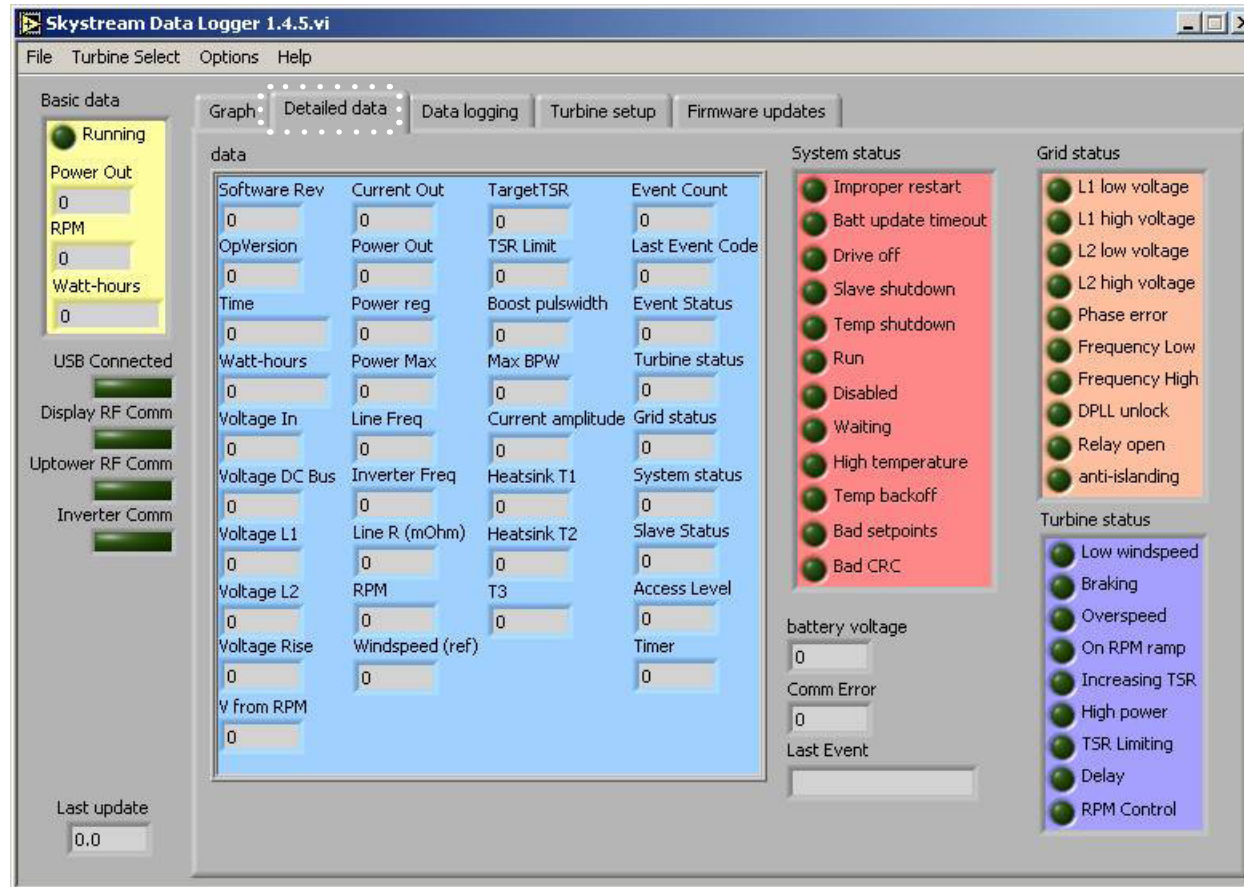 Skystream Data Logger 1.4.5.vi
File Turbine Select Options Help
Basic data
Running
Power Out
0
RPM
0
Watt-hours
0
USB Connected
Display RF Comm
Uptower RF Comm
Inverter Comm
Last update
0.0
Graph Detailed data Data logging Turbine setup Firmware updates
data
Software Rev Current Out TargetTSR Event Count
0 0 0 0
OpVersion Power Out TSR Limit Last Event Code
0 0 0 0
Time Power reg Boost pulswidth Event Status
0 0 0 0
Watt-hours Power Max Max BPW Turbine status
0 0 0 0
Voltage In Line Freq Current amplitude Grid status
0 0 0 0
Voltage DC Bus Inverter Freq Heatsink T1 System status
0 0 0 0
Voltage L1 Line R (mOhm) Heatsink T2 Slave Status
0 0 0 0
Voltage L2 RPM T3 Access Level
0 0 0 0
Voltage Rise Windspeed (ref) Timer
0 0 0
V from RPM
0
System status
Improper restart
Batt update timeout
Drive off
Slave shutdown
Temp shutdown
Run
Disabled
Waiting
High temperature
Temp backoff
Bad setpoints
Bad CRC
battery voltage
0
Comm Error
0
Last Event
Grid status
L1 low voltage
L1 high voltage
L2 low voltage
L2 high voltage
Phase error
Frequency Low
Frequency High
DPLL unlock
Relay open
anti-islanding
Turbine status
Low windspeed
Braking
Overspeed
On RPM ramp
Increasing TSR
High power
TSR Limiting
Delay
RPM Control